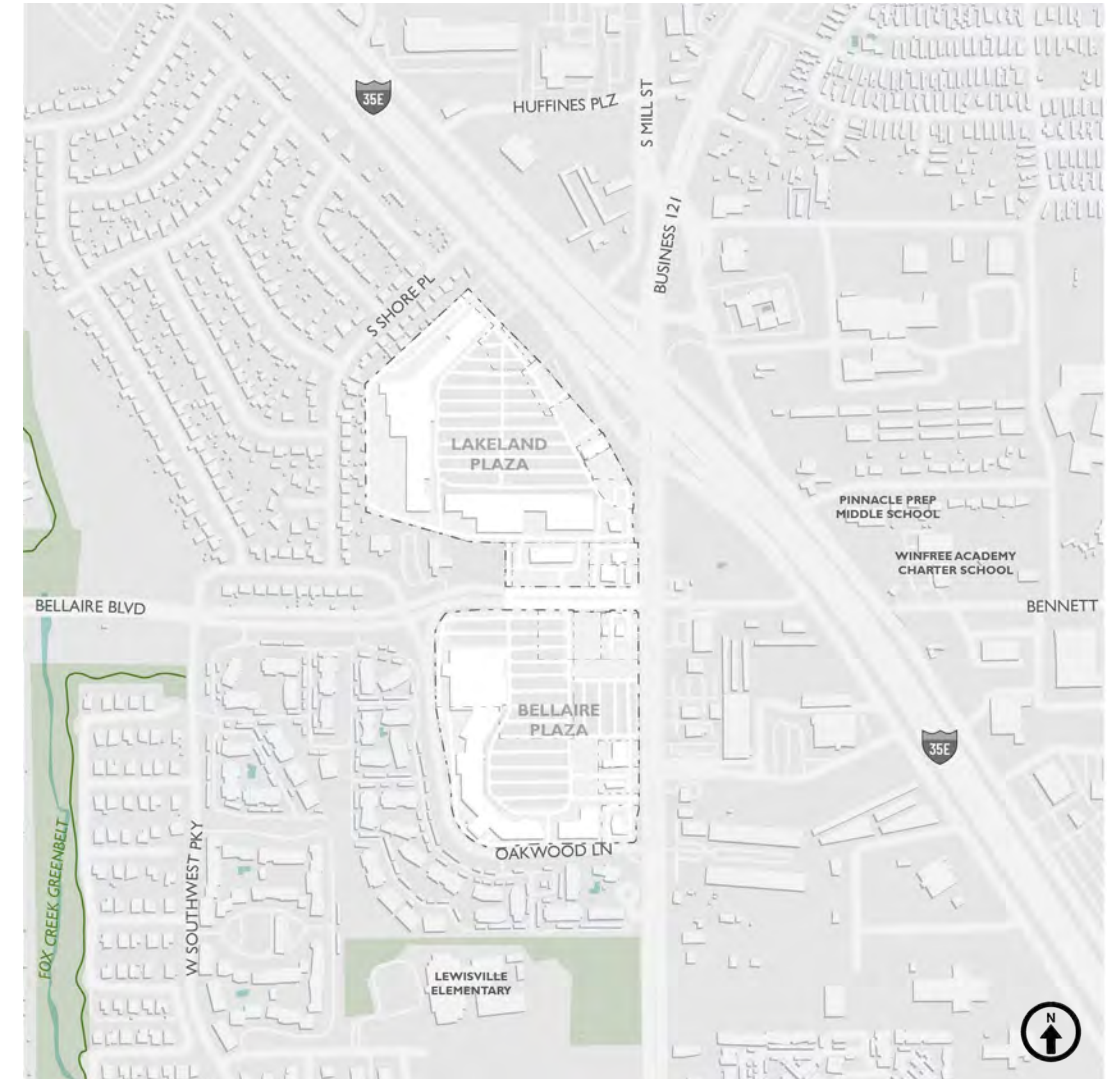 35E
HUFFINES PLZ
S MILL ST
BUSINESS 121
S SHORE PL
LAKELAND
PLAZA
PINNACLE PREP
MIDDLE SCHOOL
WINFREE ACADEMY
CHARTER SCHOOL
BELLAIRE BLVD
BENNETT
BELLAIRE
PLAZA
35E
OAKWOOD LN
W SOUTHWEST PKY
FOX CREEK GREENBELT
LEWISVILLE
ELEMENTARY
N